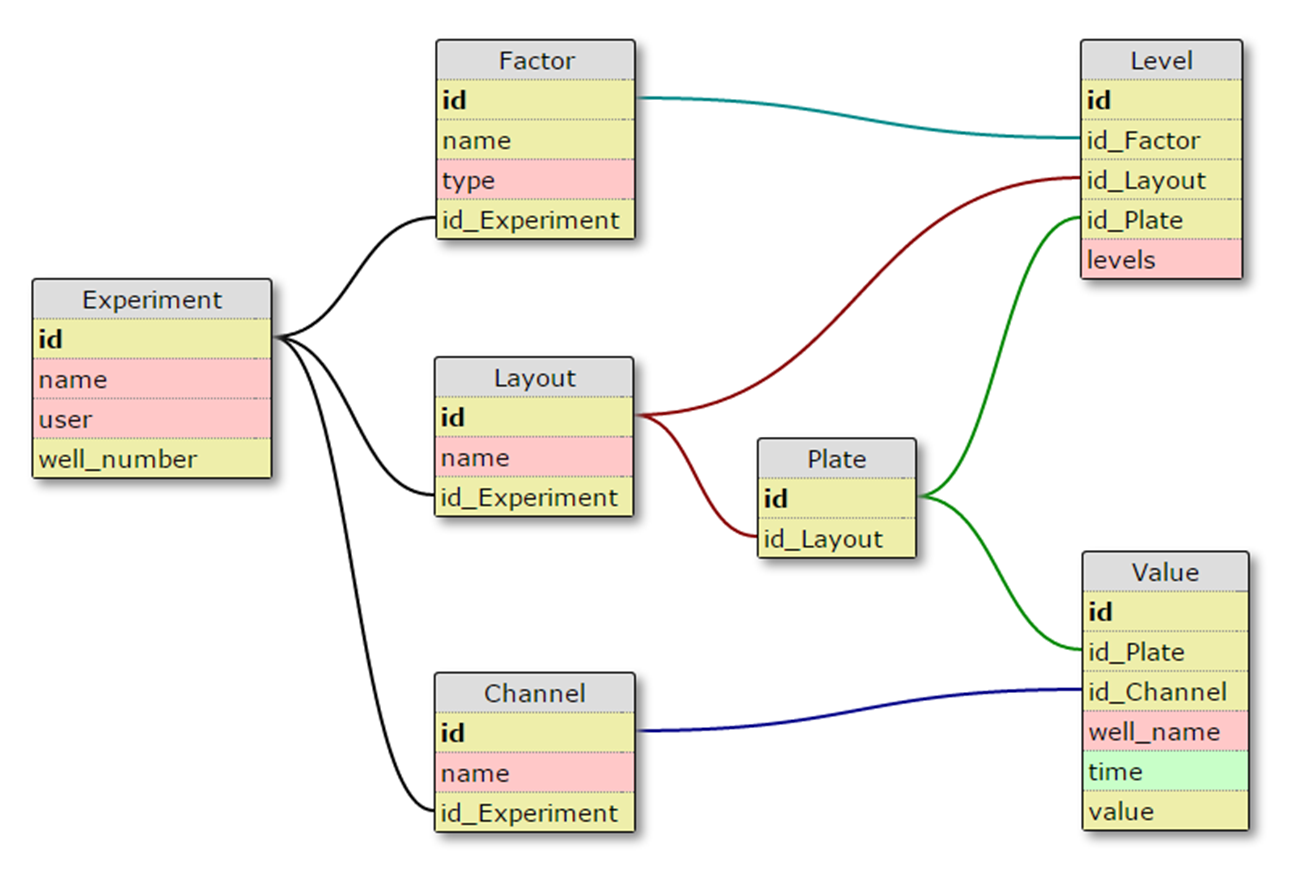 Factor
id
name
type
id_Experiment
Level
id
id_Factor
id_Layout
id_Plate
levels
Experiment
id
name
user
well_number
Layout
id
name
id_Experiment
Plate
id
id_Layout
Value
id
id_Plate
id_Channel
well_name
time
value
Channel
id
name
id_Experiment